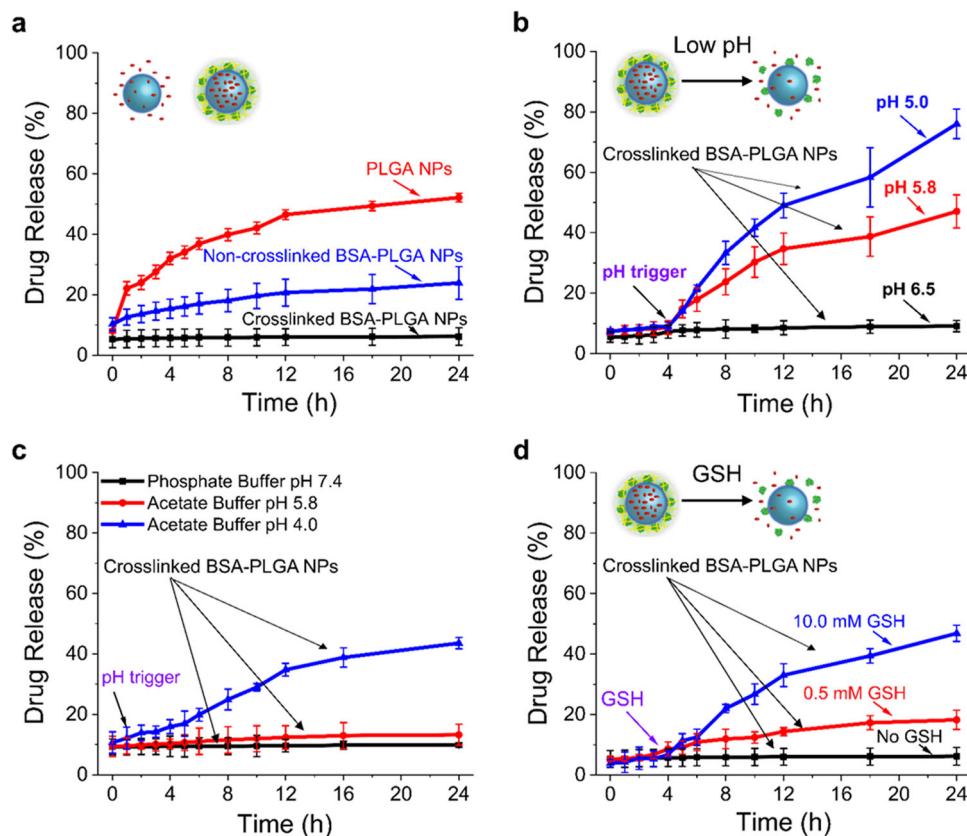 a
100
80
60
40
20
0
Drug Release (%)
PLGA NPs
Non-crosslinked BSA-PLGA NPs
Crosslinked BSA-PLGA NPs
0 4 8 12 16 20 24
Time (h)
b
100
80
60
40
20
0
Drug Release (%)
Low pH
pH 5.0
Crosslinked BSA-PLGA NPs
pH 5.8
pH trigger
pH 6.5
0 4 8 12 16 20 24
Time (h)
c
100
80
60
40
20
0
Drug Release (%)
Phosphate Buffer pH 7.4
Acetate Buffer pH 5.8
Acetate Buffer pH 4.0
Crosslinked BSA-PLGA NPs
pH trigger
0 4 8 12 16 20 24
Time (h)
d
100
80
60
40
20
0
Drug Release (%)
GSH
Crosslinked BSA-PLGA NPs
10.0 mM GSH
0.5 mM GSH
GSH
No GSH
0 4 8 12 16 20 24
Time (h)